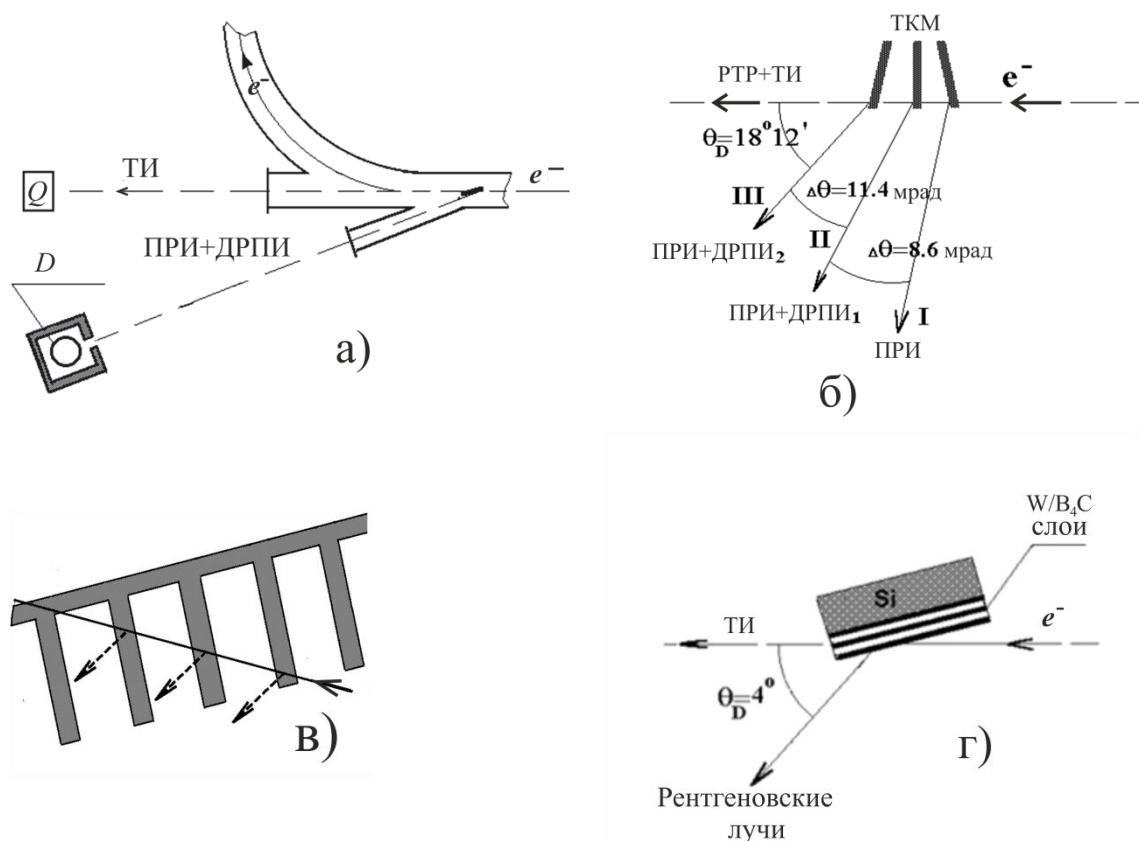 e⁻
ТИ
e⁻
Q
ПРИ+ДРПИ
D
а)
ТКМ
РТР+ТИ
e⁻
θD=18°12'
III
Δθ=11.4 мрад
ПРИ+ДРПИ₂
II
Δθ=8.6 мрад
ПРИ+ДРПИ₁
I
ПРИ
б)
в)
W/B₄C
слои
Si
ТИ
e⁻
θD=4°
г)
Рентгеновские
лучи